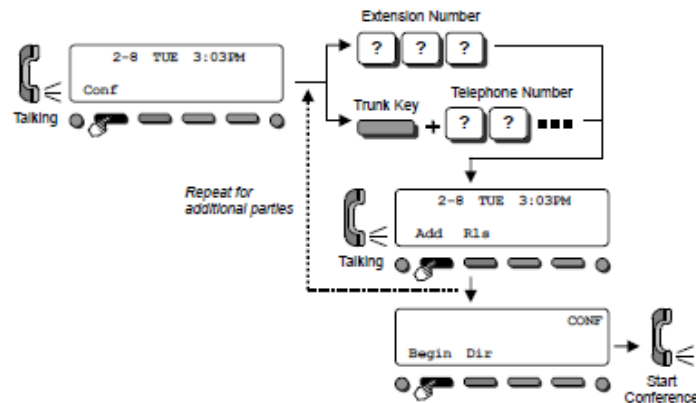 Extension Number
2-8 TUE 3:03PM
? ? ?
Conf
Talking
Trunk Key
Telephone Number
+ ? ?
Repeat for
additional parties
2-8 TUE 3:03PM
Add Rls
Talking
CONF
Begin Dir
Start
Conference